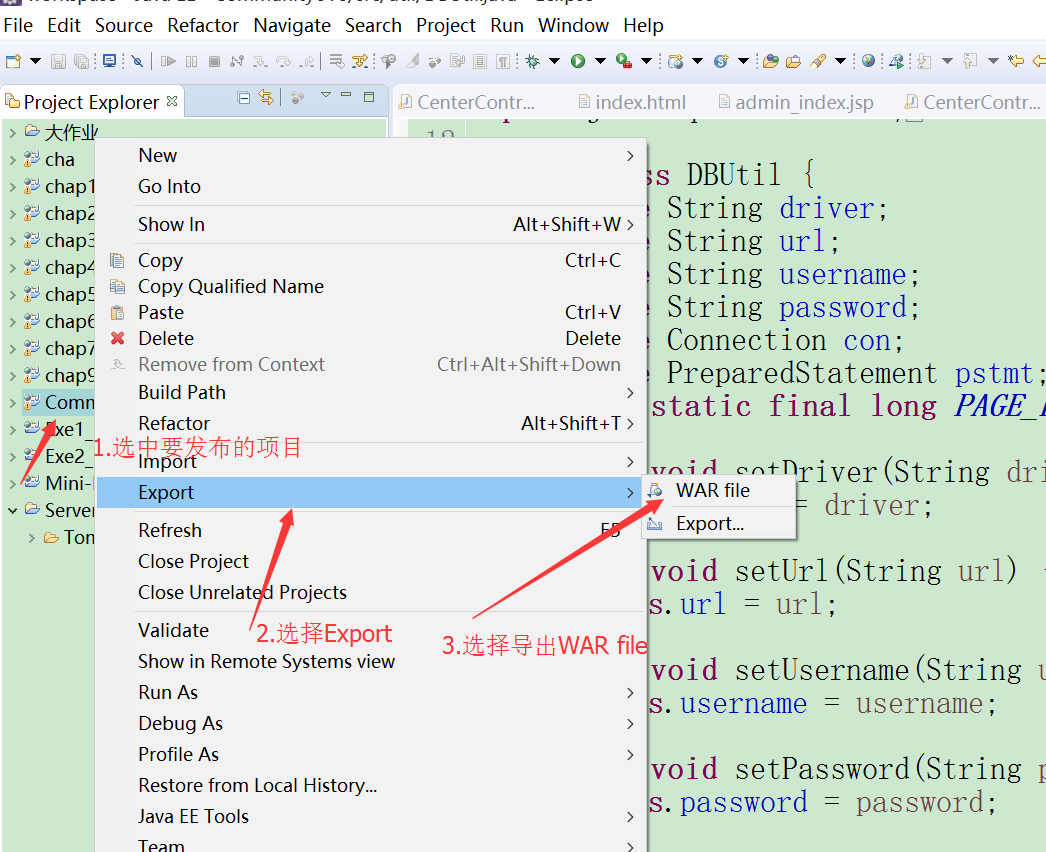 File Edit Source Refactor Navigate Search Project Run Window Help
Project Explorer
CenterContr...
index.html
admin_index.jsp
CenterContr...
大作业
cha
chap1
chap2
chap3
chap4
chap5
chap6
chap7
chap9
Comm
Exe1_
Exe2_
Mini-
Server
Tom
New
Go Into
Show In Alt+Shift+W
Copy Ctrl+C
Copy Qualified Name
Paste Ctrl+V
Delete Delete
Remove from Context Ctrl+Alt+Shift+Down
Build Path
Refactor Alt+Shift+T
1.选中要发布的项目
Import
Export
WAR file
Export...
Refresh F5
Close Project
Close Unrelated Projects
2.选择Export
3.选择导出WAR file
Validate
Show in Remote Systems view
Run As
Debug As
Profile As
Restore from Local History...
Java EE Tools
Team
ss DBUtil {
String driver;
String url;
String username;
String password;
Connection con;
PreparedStatement pstmt;
static final long PAGE_
void setDriver(String dri
= driver;
void setUrl(String url)
s.url = url;
void setUsername(String u
s.username = username;
void setPassword(String p
s.password = password;